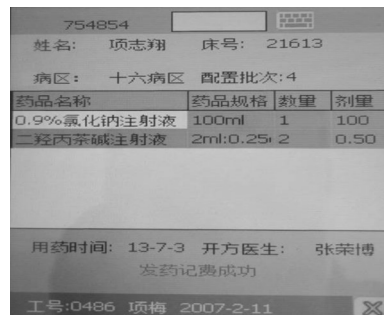 754854
姓名: 项志翔 床号: 21613
病区: 十六病区 配置批次:4
药品名称 药品规格 数量 剂量
0.9%氯化钠注射液 100ml 1 100
二羟丙茶碱注射液 2ml:0.25 2 0.50
用药时间: 13-7-3 开方医生: 张荣博
发药记费成功
工号:0486 项梅 2007-2-11